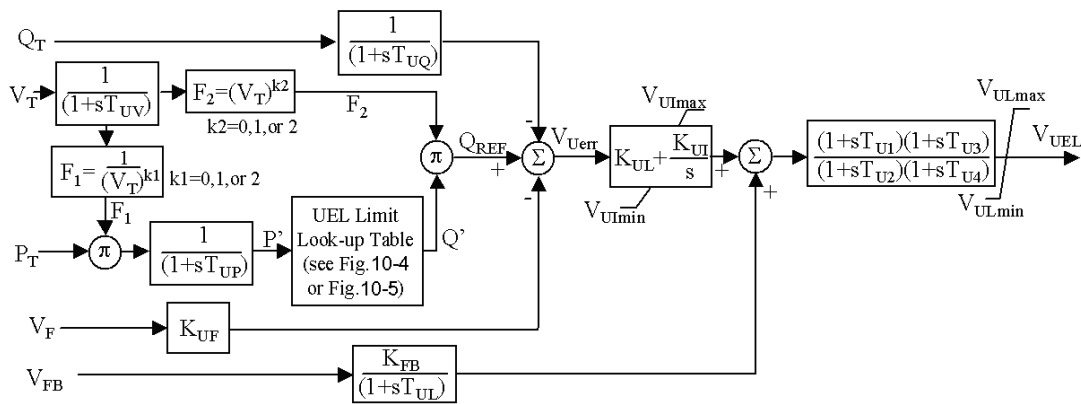 Q_T
1
(1+sT_UQ)
V_T
1
(1+sT_UV)
F_2=(V_T)^k2
k2=0,1,or 2
F_2
F_1= 1
(V_T)^k1
k1=0,1,or 2
F_1
P_T
π
1
(1+sT_UP)
P'
UEL Limit
Look-up Table
(see Fig.10-4
or Fig.10-5)
Q'
π
Q_REF
+
-
-
Σ
V_Uerr
V_UImax
K_UL+ K_UI
s
V_UImin
+
Σ
+
(1+sT_U1)(1+sT_U3)
(1+sT_U2)(1+sT_U4)
V_ULmax
V_UEL
V_ULmin
V_F
K_UF
V_FB
K_FB
(1+sT_UL)